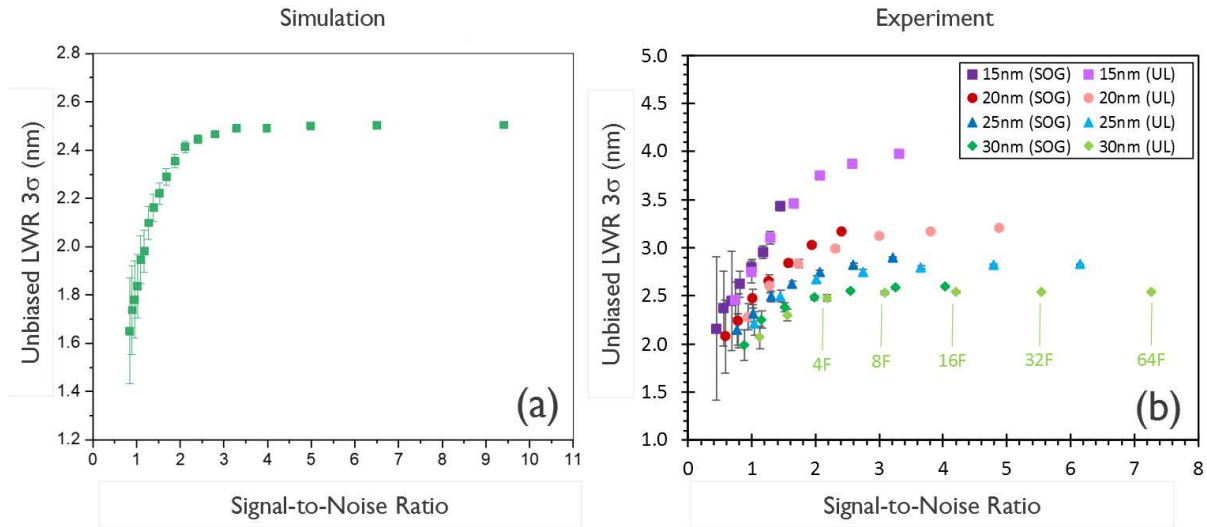 Simulation
Unbiased LWR 3σ (nm)
2.8
2.6
2.4
2.2
2.0
1.8
1.6
1.4
1.2
0 1 2 3 4 5 6 7 8 9 10 11
(a)
Signal-to-Noise Ratio
Experiment
Unbiased LWR 3σ (nm)
5.0
4.5
4.0
3.5
3.0
2.5
2.0
1.5
1.0
15nm (SOG) 15nm (UL)
20nm (SOG) 20nm (UL)
25nm (SOG) 25nm (UL)
30nm (SOG) 30nm (UL)
4F 8F 16F 32F 64F
(b)
0 1 2 3 4 5 6 7 8
Signal-to-Noise Ratio